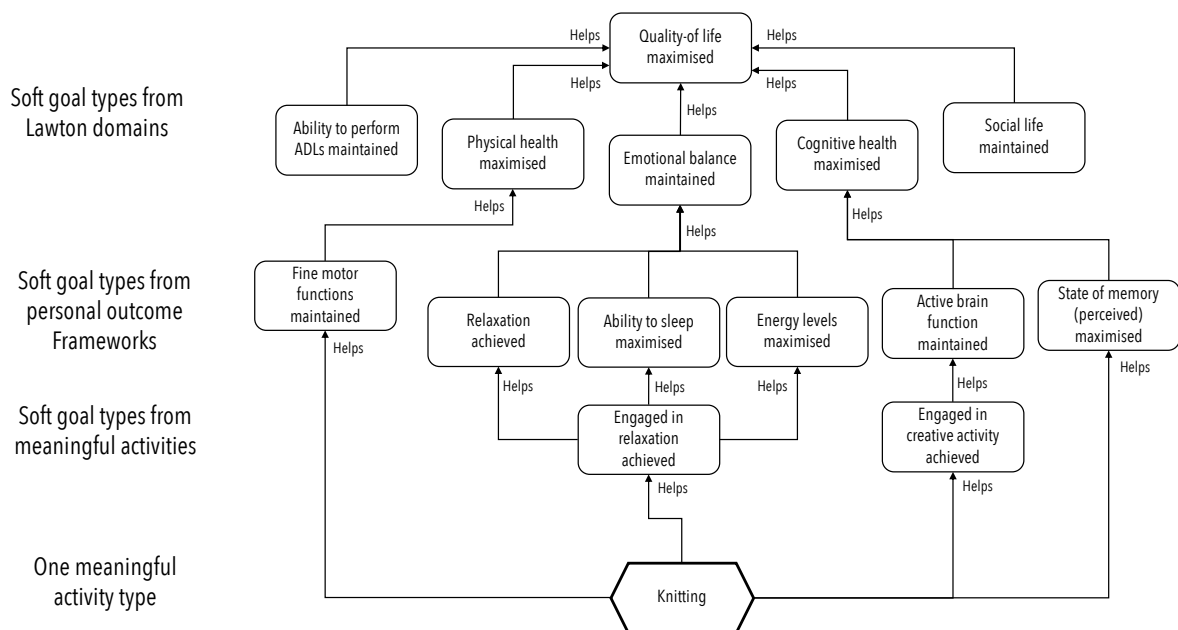 Helps
Quality-of life
maximised
Helps
Helps
Helps
Soft goal types from
Lawton domains
Ability to perform
ADLs maintained
Physical health
maximised
Helps
Emotional balance
maintained
Cognitive health
maximised
Social life
maintained
Helps
Helps
Helps
Soft goal types from
personal outcome
Frameworks
Fine motor
functions
maintained
Relaxation
achieved
Ability to sleep
maximised
Energy levels
maximised
Active brain
function
maintained
State of memory
(perceived)
maximised
Helps
Helps
Helps
Helps
Helps
Helps
Soft goal types from
meaningful activities
Engaged in
relaxation
achieved
Engaged in
creative activity
achieved
Helps
Helps
One meaningful
activity type
Knitting